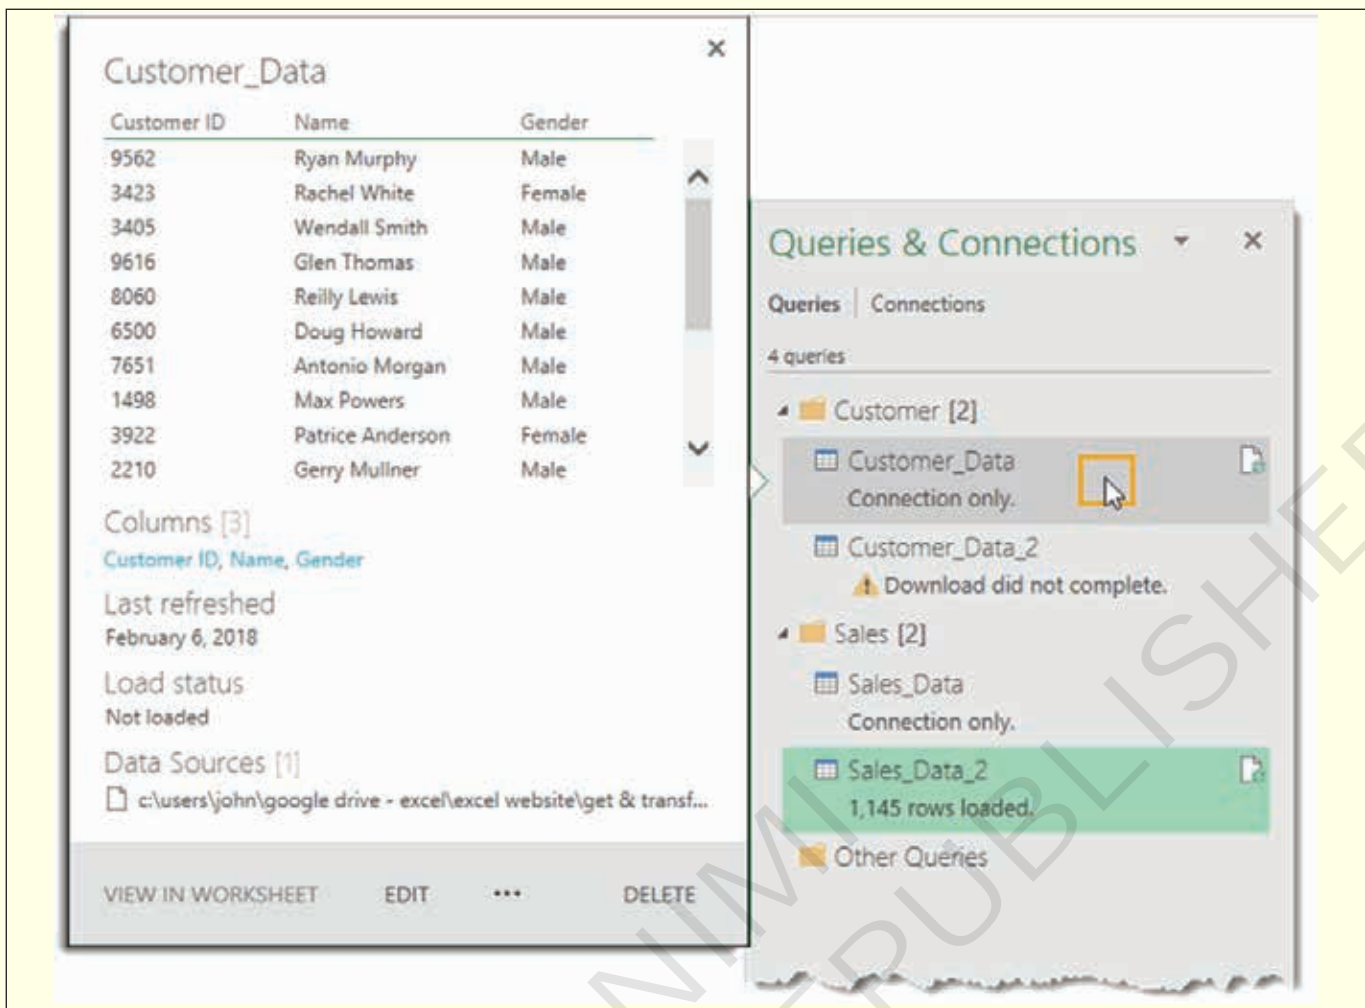 Customer_Data
Customer ID Name Gender
9562 Ryan Murphy Male
3423 Rachel White Female
3405 Wendall Smith Male
9616 Glen Thomas Male
8060 Reilly Lewis Male
6500 Doug Howard Male
7651 Antonio Morgan Male
1498 Max Powers Male
3922 Patrice Anderson Female
2210 Gerry Mullner Male
Columns [3]
Customer ID, Name, Gender
Last refreshed
February 6, 2018
Load status
Not loaded
Data Sources [1]
c:\users\john\google drive - excel\excel website\get & transf...
VIEW IN WORKSHEET EDIT ••• DELETE
Queries & Connections
Queries | Connections
4 queries
Customer [2]
Customer_Data
Connection only.
Customer_Data_2
Download did not complete.
Sales [2]
Sales_Data
Connection only.
Sales_Data_2
1,145 rows loaded.
Other Queries